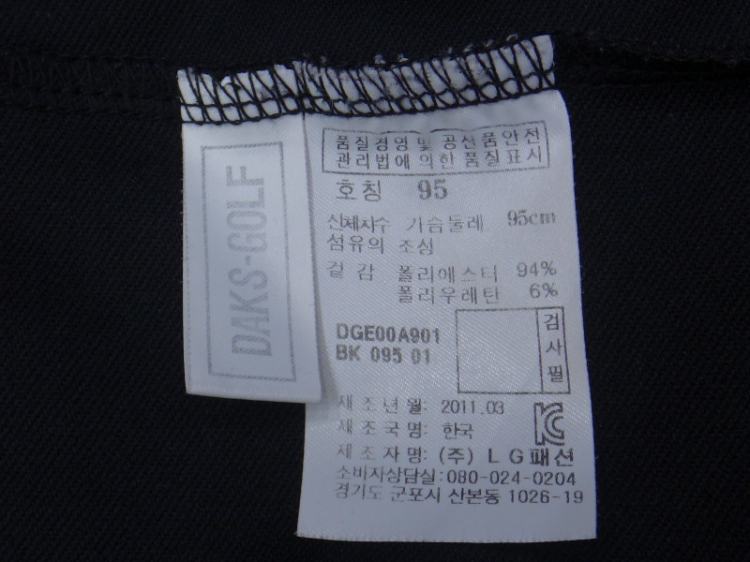 DAKS-GOLF
품질경영 및 공산품안전
관리법에 의한 품질표시
호칭 95
신체치수 가슴둘레 95cm
섬유의 조성
겉감 폴리에스터 94%
폴리우레탄 6%
DGE00A901
BK 095 01
검사필
제조년월: 2011.03
제조국명: 한국
제조자명: (주) LG패션
소비자상담실: 080-024-0204
경기도 군포시 산본동 1026-19